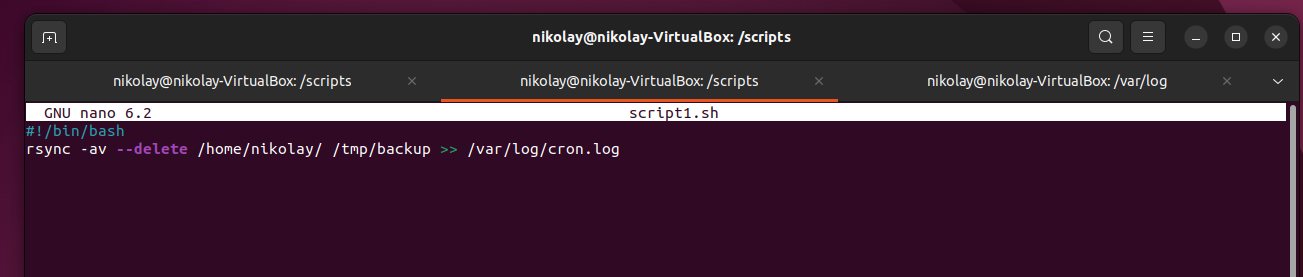 nikolay@nikolay-VirtualBox: /scripts
nikolay@nikolay-VirtualBox: /scripts
nikolay@nikolay-VirtualBox: /scripts
nikolay@nikolay-VirtualBox: /var/log
GNU nano 6.2 script1.sh
#!/bin/bash
rsync -av --delete /home/nikolay/ /tmp/backup >> /var/log/cron.log